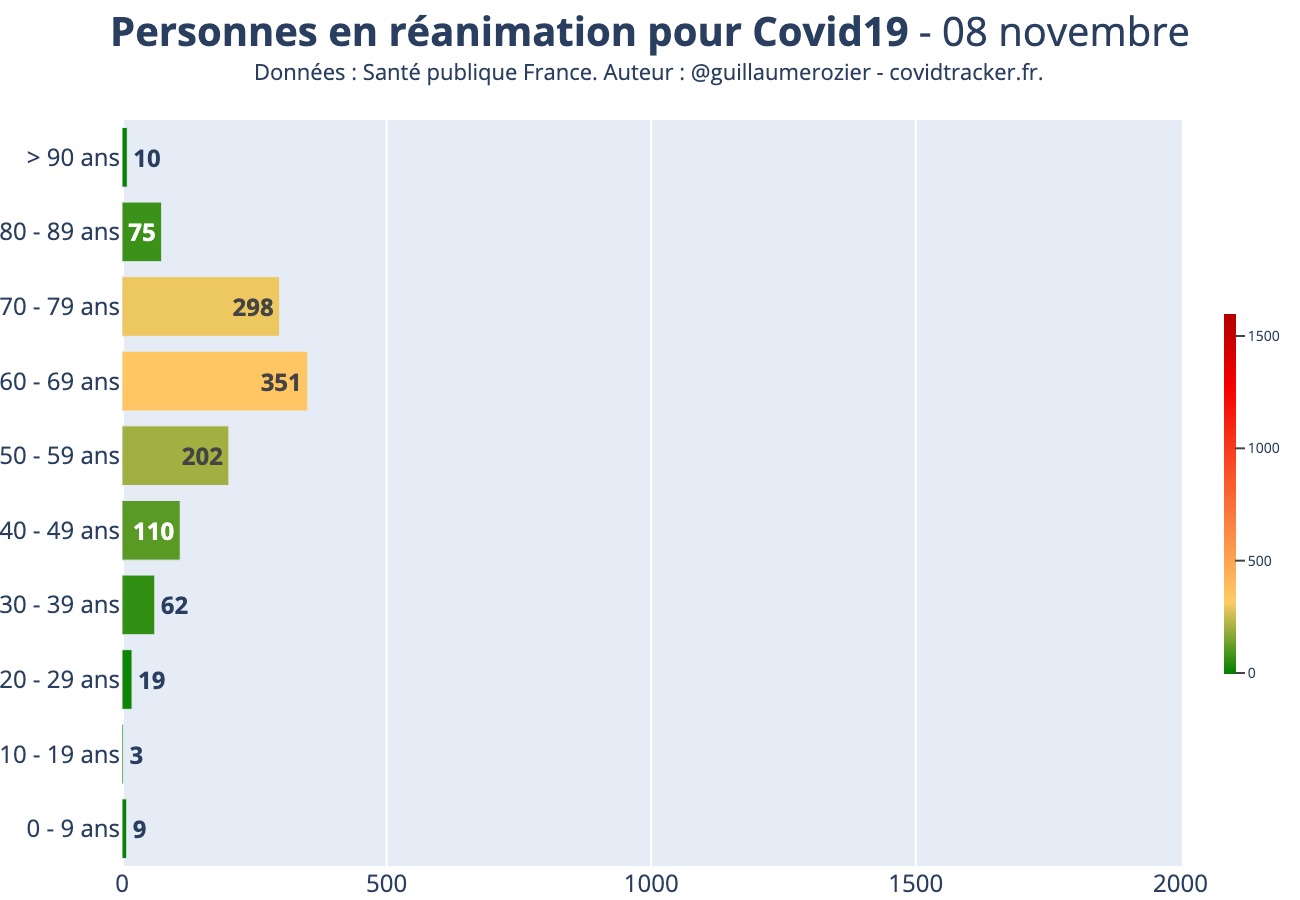 Personnes en réanimation pour Covid19 - 08 novembre
Données : Santé publique France. Auteur : @guillaumerozier - covidtracker.fr.
> 90 ans 10
80 - 89 ans 75
70 - 79 ans 298
60 - 69 ans 351
50 - 59 ans 202
40 - 49 ans 110
30 - 39 ans 62
20 - 29 ans 19
10 - 19 ans 3
0 - 9 ans 9
0 500 1000 1500 2000
1500
1000
500
0